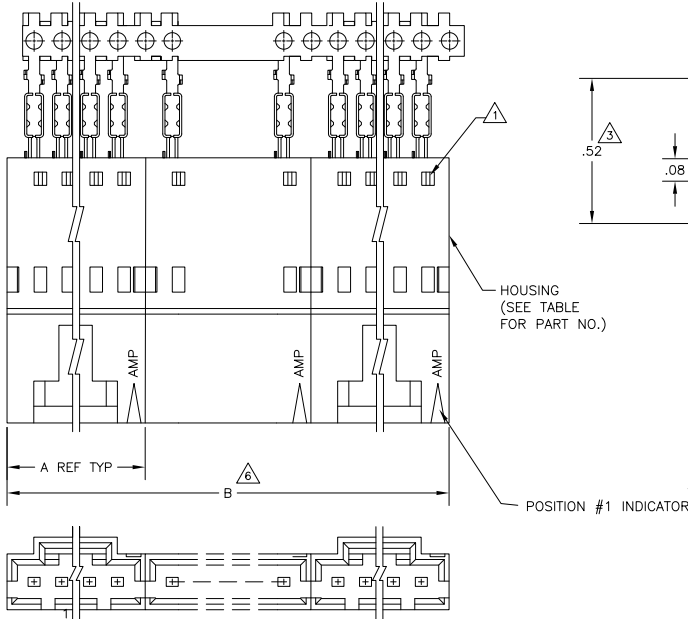 1
.52
3
.08
HOUSING
(SEE TABLE
FOR PART NO.)
AMP
AMP
AMP
A REF TYP
6
B
POSITION #1 INDICATOR
1